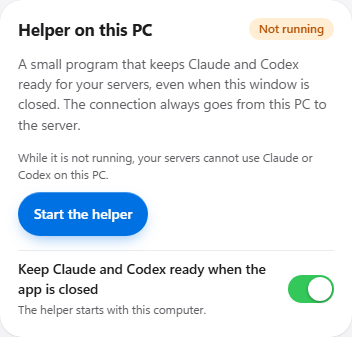 Helper on this PC
Not running
A small program that keeps Claude and Codex
ready for your servers, even when this window is
closed. The connection always goes from this PC to
the server.
While it is not running, your servers cannot use Claude or
Codex on this PC.
Start the helper
Keep Claude and Codex ready when the
app is closed
The helper starts with this computer.